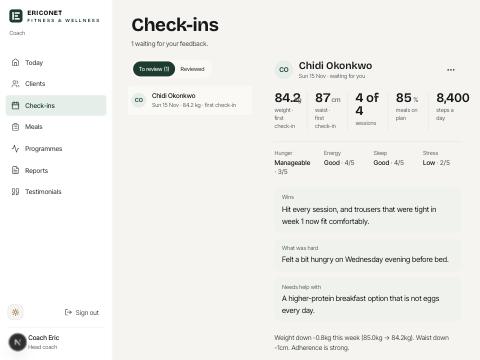 ERICONET
FITNESS & WELLNESS
Coach
Today
Clients
Check-ins
Meals
Programmes
Reports
Testimonials
Sign out
N
Coach Eric
Head coach
Check-ins
1 waiting for your feedback.
To review (1)
Reviewed
CO
Chidi Okonkwo
Sun 15 Nov · 84.2 kg · first check-in
CO
Chidi Okonkwo
Sun 15 Nov · waiting for you
84.2
weight · first check-in
87 cm
waist · first check-in
4 of 4
sessions
85 %
meals on plan
8,400
steps a day
Hunger
Manageable · 3/5
Energy
Good · 4/5
Sleep
Good · 4/5
Stress
Low · 2/5
Wins
Hit every session, and trousers that were tight in
week 1 now fit comfortably.
What was hard
Felt a bit hungry on Wednesday evening before bed.
Needs help with
A higher-protein breakfast option that is not eggs
every day.
Weight down -0.8kg this week (85.0kg → 84.2kg). Waist down
-1cm. Adherence is strong.